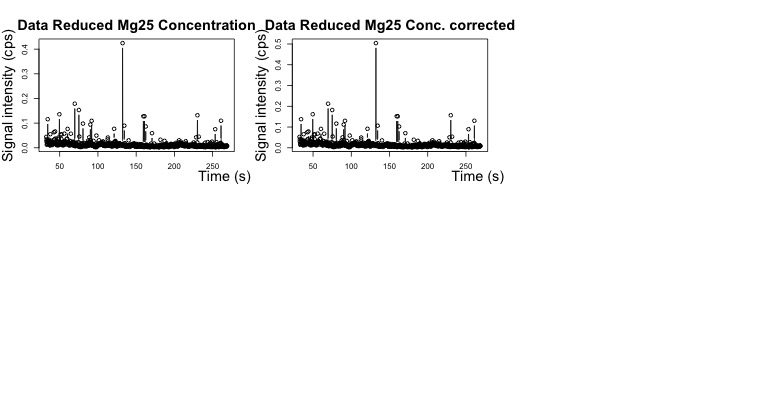 Data Reduced Mg25 Concentration
Signal intensity (cps)
0.4
0.3
0.2
0.1
0.0
50 100 150 200 250
Time (s)
Data Reduced Mg25 Conc. corrected
Signal intensity (cps)
0.5
0.4
0.3
0.2
0.1
0.0
50 100 150 200 250
Time (s)